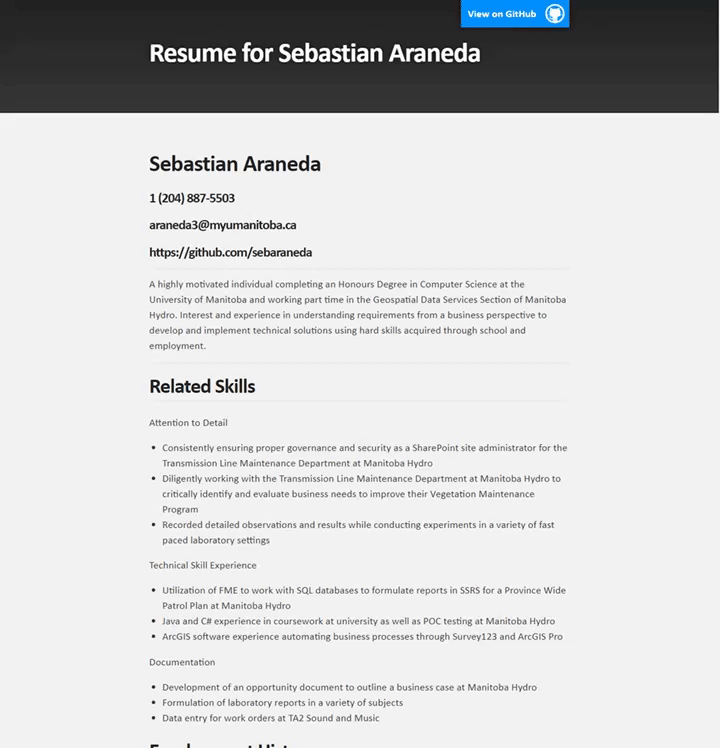 View on GitHub
Resume for Sebastian Araneda
Sebastian Araneda
1 (204) 887-5503
araneda3@myumanitoba.ca
https://github.com/sebaraneda
A highly motivated individual completing an Honours Degree in Computer Science at the
University of Manitoba and working part time in the Geospatial Data Services Section of Manitoba
Hydro. Interest and experience in understanding requirements from a business perspective to
develop and implement technical solutions using hard skills acquired through school and
employment.
Related Skills
Attention to Detail
• Consistently ensuring proper governance and security as a SharePoint site administrator for the
Transmission Line Maintenance Department at Manitoba Hydro
• Diligently working with the Transmission Line Maintenance Department at Manitoba Hydro to
critically identify and evaluate business needs to improve their Vegetation Maintenance
Program
• Recorded detailed observations and results while conducting experiments in a variety of fast
paced laboratory settings
Technical Skill Experience
• Utilization of FME to work with SQL databases to formulate reports in SSRS for a Province Wide
Patrol Plan at Manitoba Hydro
• Java and C# experience in coursework at university as well as POC testing at Manitoba Hydro
• ArcGIS software experience automating business processes through Survey123 and ArcGIS Pro
Documentation
• Development of an opportunity document to outline a business case at Manitoba Hydro
• Formulation of laboratory reports in a variety of subjects
• Data entry for work orders at TA2 Sound and Music